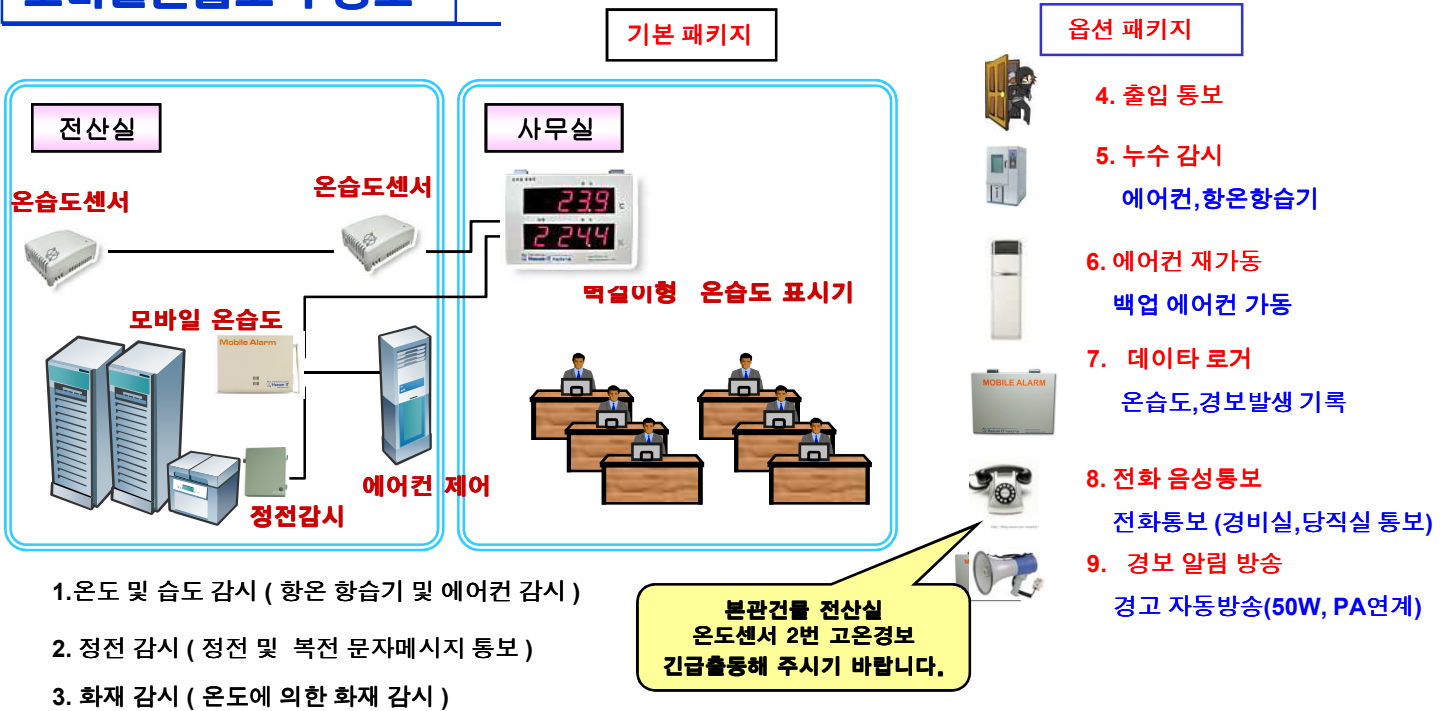 기본 패키지
옵션 패키지
전산실
사무실
온습도센서
온습도센서
23.9
224.4
온습도 표시기
모바일 온습도
Mobile Alarm
에어컨 제어
정전감시
1.온도 및 습도 감시 ( 항온 항습기 및 에어컨 감시 )
2. 정전 감시 ( 정전 및 복전 문자메시지 통보 )
3. 화재 감시 ( 온도에 의한 화재 감시 )
4. 출입 통보
5. 누수 감시
에어컨,항온항습기
6. 에어컨 재가동
백업 에어컨 가동
7. 데이타 로거
온습도,경보발생 기록
MOBILE ALARM
8. 전화 음성통보
전화통보 (경비실,당직실 통보)
9. 경보 알림 방송
경고 자동방송(50W, PA연계)
본관건물 전산실
온도센서 2번 고온경보
긴급출동해 주시기 바랍니다.